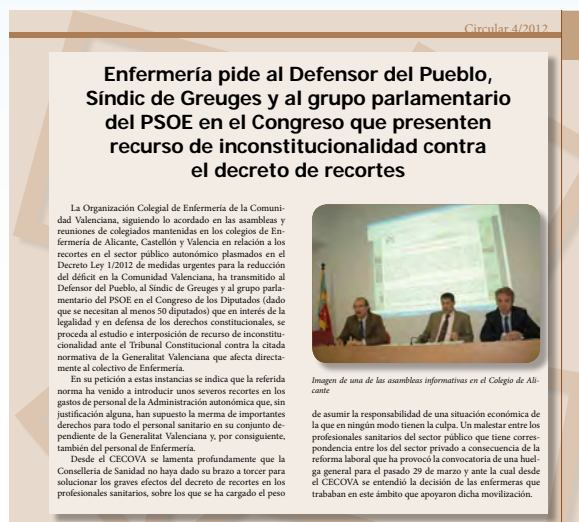 Circular 4/2012
Enfermería pide al Defensor del Pueblo,
Síndic de Greuges y al grupo parlamentario
del PSOE en el Congreso que presenten
recurso de inconstitucionalidad contra
el decreto de recortes
La Organización Colegial de Enfermería de la Comuni-
dad Valenciana, siguiendo lo acordado en las asambleas y
reuniones de colegiados mantenidas en los colegios de En-
fermería de Alicante, Castellón y Valencia en relación a los
recortes en el sector público autonómico plasmados en el
Decreto Ley 1/2012 de medidas urgentes para la reducción
del déficit en la Comunidad Valenciana, ha transmitido al
Defensor del Pueblo, al Síndic de Greuges y al grupo parla-
mentario del PSOE en el Congreso de los Diputados (dado
que se necesitan al menos 50 diputados) que en interés de la
legalidad y en defensa de los derechos constitucionales, se
proceda al estudio e interposición de recurso de inconstitu-
cionalidad ante el Tribunal Constitucional contra la citada
normativa de la Generalitat Valenciana que afecta directa-
mente al colectivo de Enfermería.
En su petición a estas instancias se indica que la referida
norma ha venido a introducir unos severos recortes en los
gastos de personal de la Administración autonómica que, sin
justificación alguna, han supuesto la merma de importantes
derechos para todo el personal sanitario en su conjunto de-
pendiente de la Generalitat Valenciana y, por consiguiente,
también del personal de Enfermería.
Desde el CECOVA se lamenta profundamente que la
Conselleria de Sanidad no haya dado su brazo a torcer para
solucionar los graves efectos del decreto de recortes en los
profesionales sanitarios, sobre los que se ha cargado el peso
Imagen de una de las asambleas informativas en el Colegio de Ali-
cante
de asumir la responsabilidad de una situación económica de
la que en ningún modo tienen la culpa. Un malestar entre los
profesionales sanitarios del sector público que tiene corres-
pondencia entre los del sector privado a consecuencia de la
reforma laboral que ha provocó la convocatoria de una huel-
ga general para el pasado 29 de marzo y ante la cual desde
el CECOVA se entendió la decisión de las enfermeras que
trababan en este ámbito que apoyaron dicha movilización.